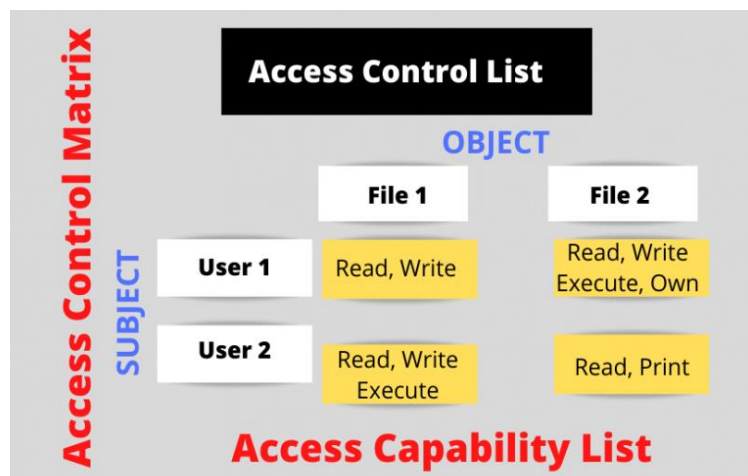 Access Control Matrix
Access Control List
OBJECT
SUBJECT
File 1
File 2
User 1
Read, Write
Read, Write
Execute, Own
User 2
Read, Write
Execute
Read, Print
Access Capability List